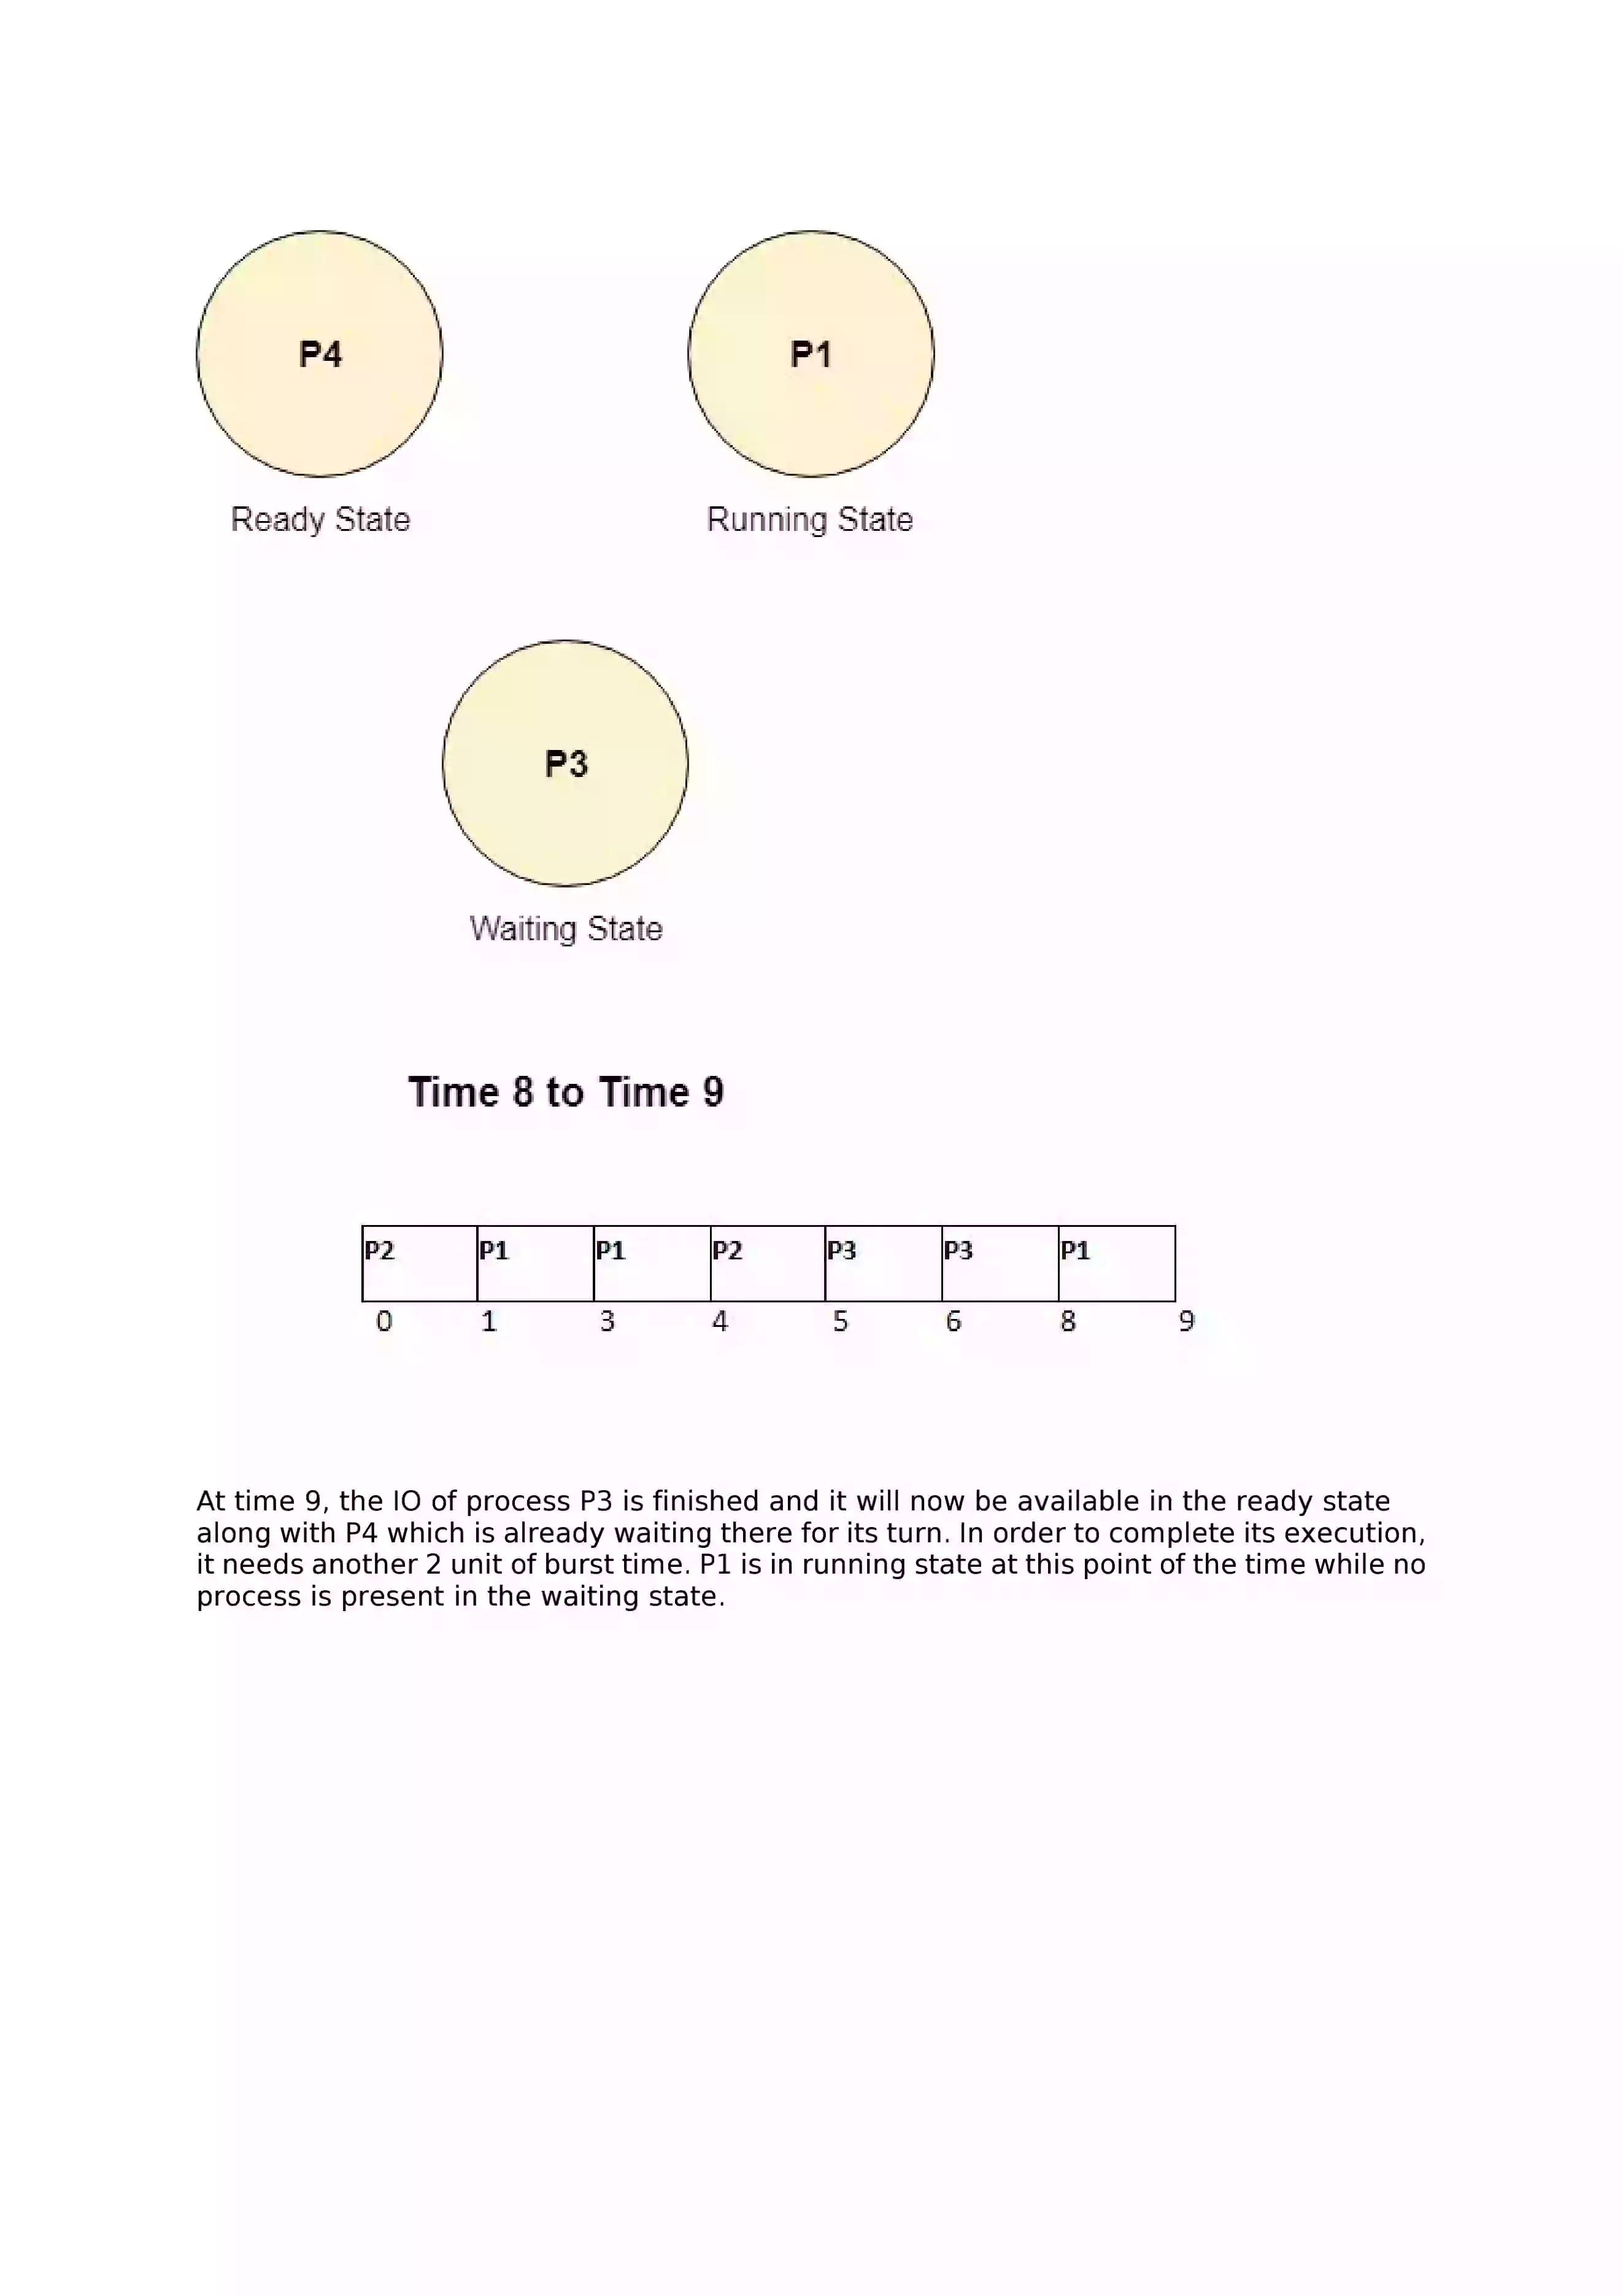 P4
P1
Ready State
Running State
P3
Waiting State
Time 8 to Time 9
P2 P1 P1 P2 P3 P3 P1
0 1 3 4 5 6 8 9
At time 9, the IO of process P3 is finished and it will now be available in the ready state
along with P4 which is already waiting there for its turn. In order to complete its execution,
it needs another 2 unit of burst time. P1 is in running state at this point of the time while no
process is present in the waiting state.